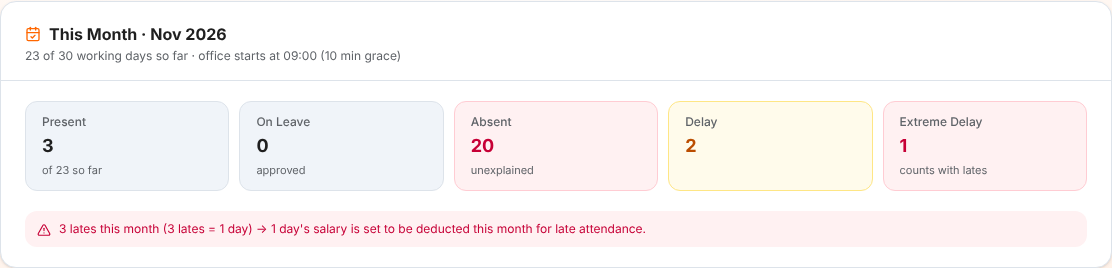 This Month · Nov 2026
23 of 30 working days so far · office starts at 09:00 (10 min grace)
Present
3
of 23 so far
On Leave
0
approved
Absent
20
unexplained
Delay
2
Extreme Delay
1
counts with lates
3 lates this month (3 lates = 1 day) → 1 day's salary is set to be deducted this month for late attendance.